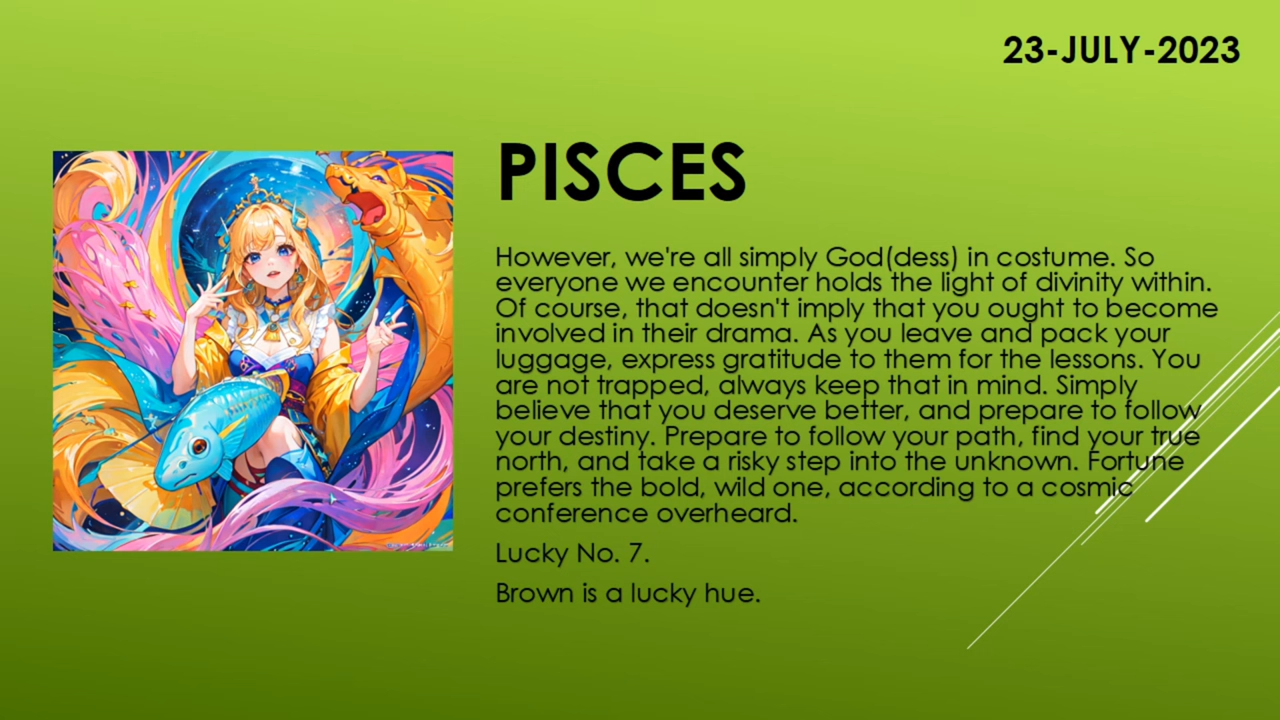 23-JULY-2023
PISCES
However, we're all simply God(dess) in costume. So
everyone we encounter holds the light of divinity within.
Of course, that doesn't imply that you ought to become
involved in their drama. As you leave and pack your
luggage, express gratitude to them for the lessons. You
are not trapped, always keep that in mind. Simply
believe that you deserve better, and prepare to follow
your destiny. Prepare to follow your path, find your true
north, and take a risky step into the unknown. Fortune
prefers the bold, wild one, according to a cosmic
conference overheard.
Lucky No. 7.
Brown is a lucky hue.